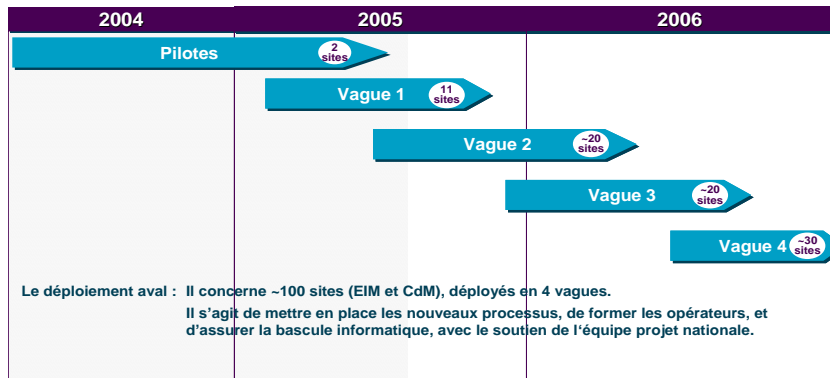 2004 2005 2006
Pilotes 2 sites
Vague 1 11 sites
Vague 2 ~20 sites
Vague 3 ~20 sites
Vague 4 ~30 sites
Le déploiement aval : Il concerne ~100 sites (EIM et CdM), déployés en 4 vagues.
Il s’agit de mettre en place les nouveaux processus, de former les opérateurs, et
d’assurer la bascule informatique, avec le soutien de l‘équipe projet nationale.